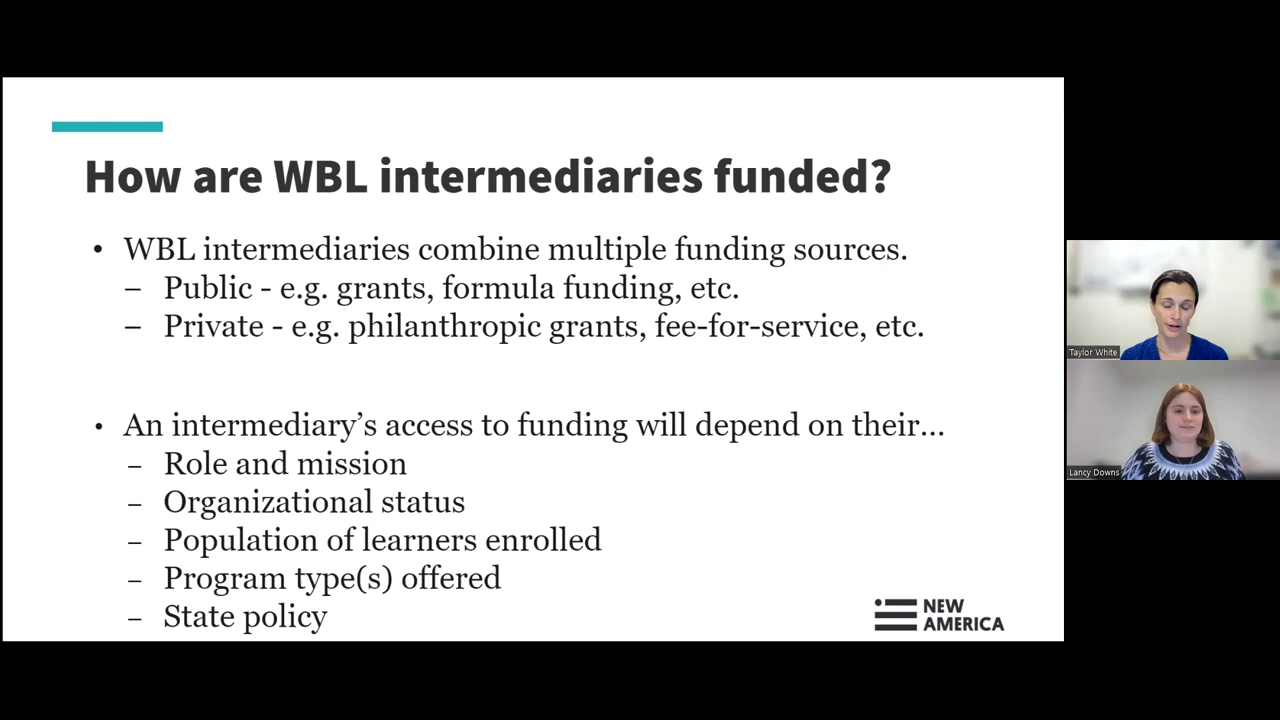 How are WBL intermediaries funded?
• WBL intermediaries combine multiple funding sources.
– Public - e.g. grants, formula funding, etc.
– Private - e.g. philanthropic grants, fee-for-service, etc.
• An intermediary’s access to funding will depend on their...
– Role and mission
– Organizational status
– Population of learners enrolled
– Program type(s) offered
– State policy
NEW
AMERICA
Taylor White
Lancy Downs